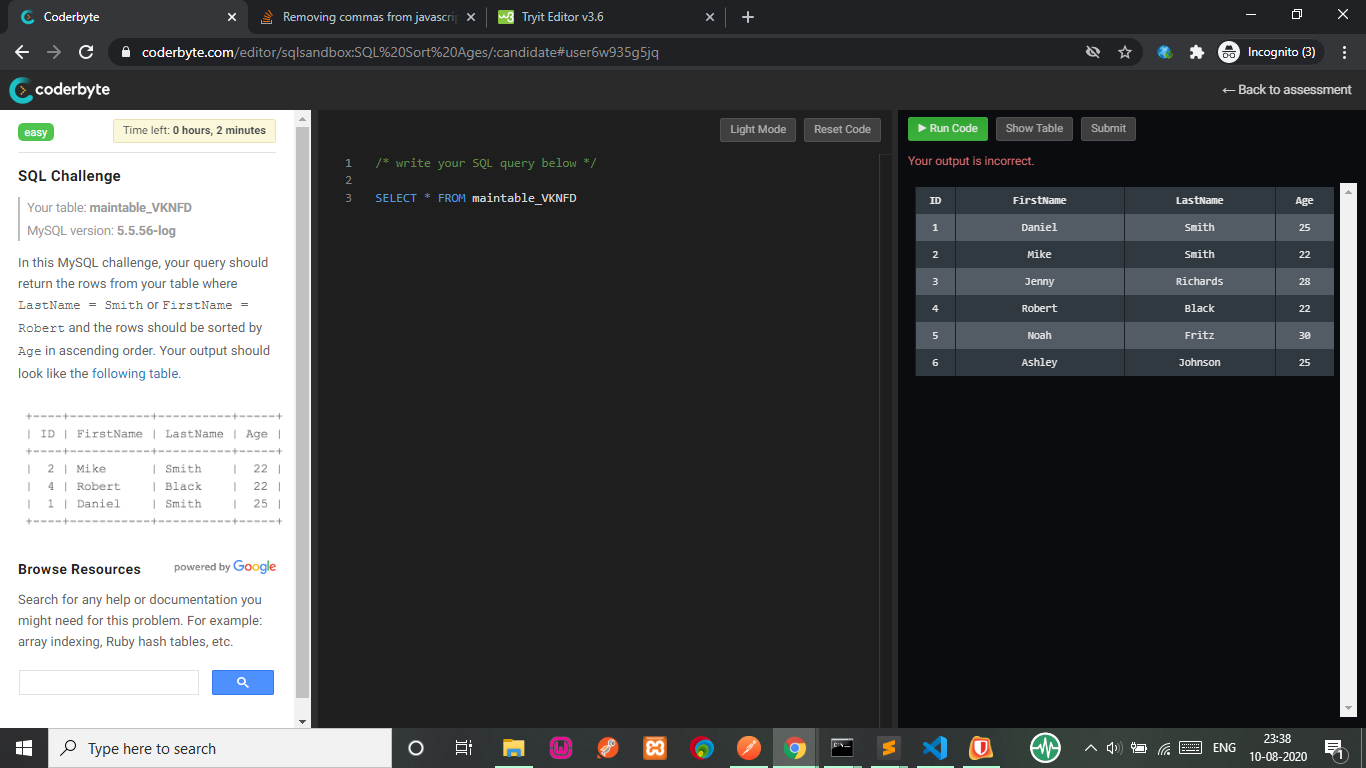 Coderbyte
Removing commas from javascrip
Tryit Editor v3.6
coderbyte.com/editor/sqlsandbox:SQL%20Sort%20Ages/:candidate#user6w935g5jq
Incognito (3)
coderbyte
←Back to assessment
easy
Time left: 0 hours, 2 minutes
SQL Challenge
Your table: maintable_VKNFD
MySQL version: 5.5.56-log
In this MySQL challenge, your query should
return the rows from your table where
LastName = Smith or FirstName =
Robert and the rows should be sorted by
Age in ascending order. Your output should
look like the following table.
+----+-----------+----------+-----+
| ID | FirstName | LastName | Age |
+----+-----------+----------+-----+
| 2 | Mike | Smith | 22 |
| 4 | Robert | Black | 22 |
| 1 | Daniel | Smith | 25 |
+----+-----------+----------+-----+
Browse Resources
powered by Google
Search for any help or documentation you
might need for this problem. For example:
array indexing, Ruby hash tables, etc.
Light Mode
Reset Code
1 /* write your SQL query below */
2
3 SELECT * FROM maintable_VKNFD
Run Code
Show Table
Submit
Your output is incorrect.
ID FirstName LastName Age
1 Daniel Smith 25
2 Mike Smith 22
3 Jenny Richards 28
4 Robert Black 22
5 Noah Fritz 30
6 Ashley Johnson 25
Type here to search
ENG
23:38
10-08-2020
1